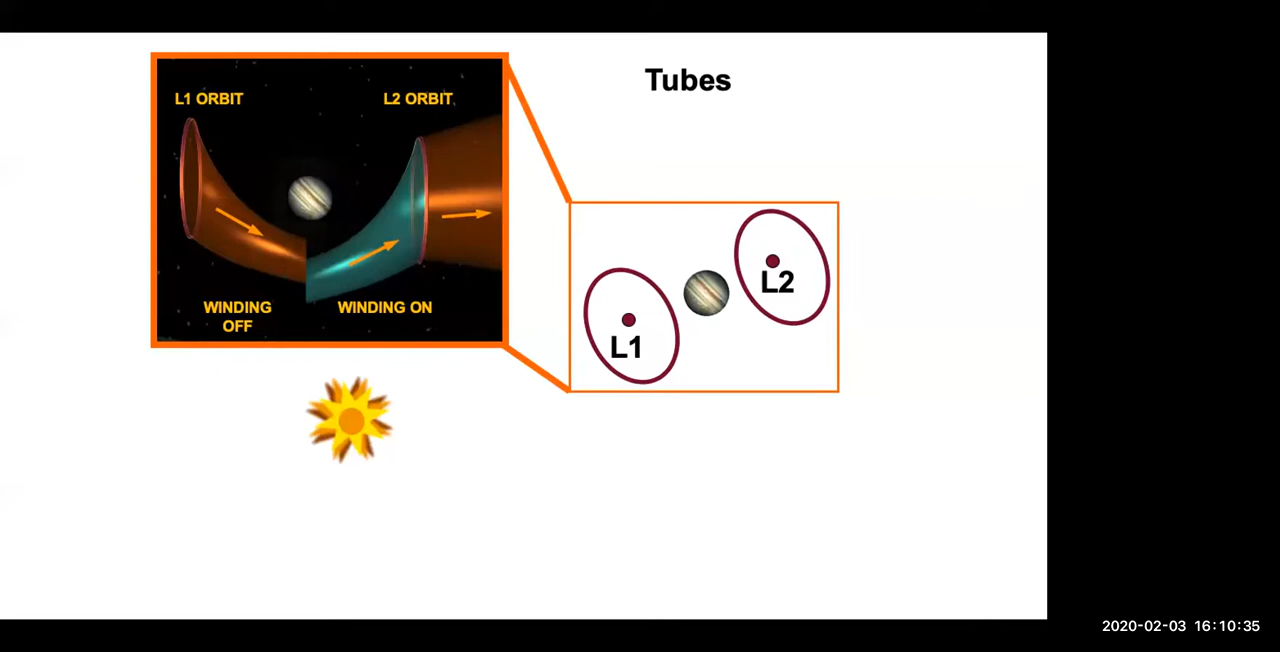 Tubes
L1 ORBIT
L2 ORBIT
WINDING
OFF
WINDING ON
L2
L1
2020-02-03 16:10:35